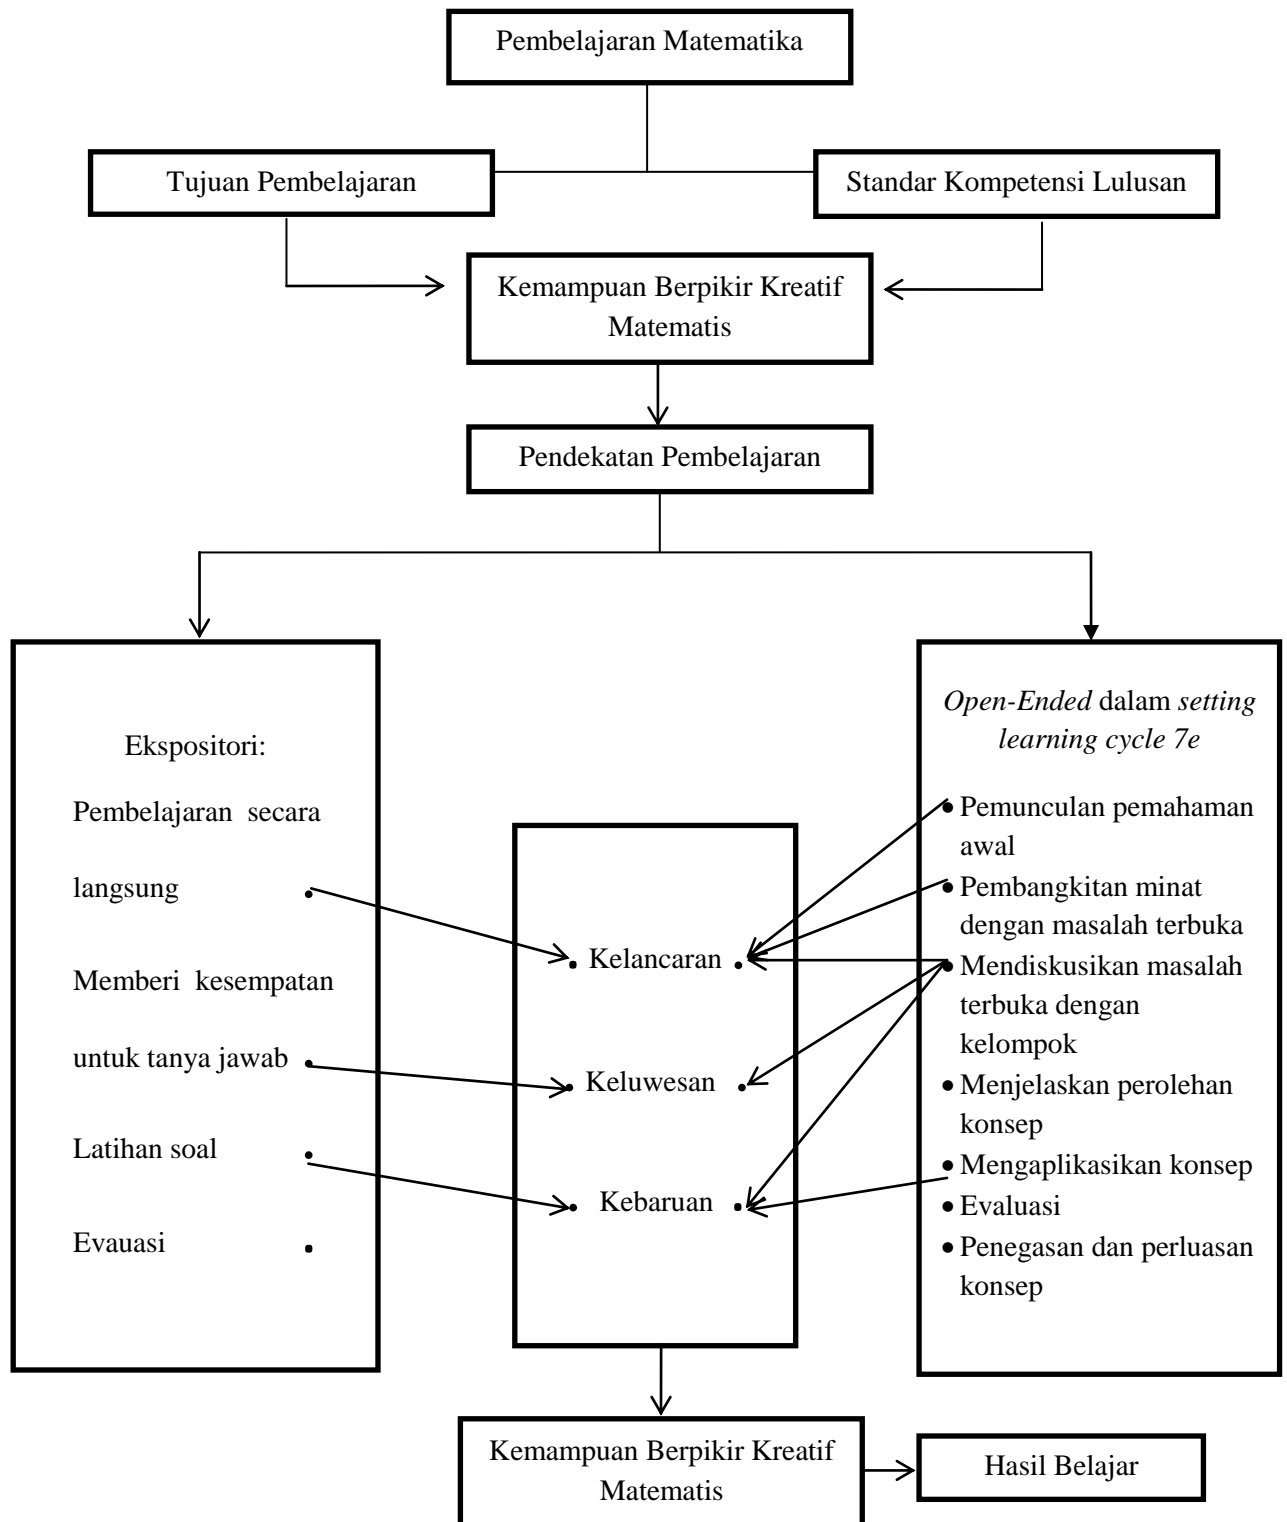 Pembelajaran Matematika
Tujuan Pembelajaran
Standar Kompetensi Lulusan
Kemampuan Berpikir Kreatif
Matematis
Pendekatan Pembelajaran
Ekspositori:
Pembelajaran secara
langsung
Memberi kesempatan
untuk tanya jawab
Latihan soal
Evauasi
Kelancaran
Keluwesan
Kebaruan
Open-Ended dalam setting
learning cycle 7e
• Pemunculan pemahaman
awal
• Pembangkitan minat
dengan masalah terbuka
• Mendiskusikan masalah
terbuka dengan
kelompok
• Menjelaskan perolehan
konsep
• Mengaplikasikan konsep
• Evaluasi
• Penegasan dan perluasan
konsep
Kemampuan Berpikir Kreatif
Matematis
Hasil Belajar